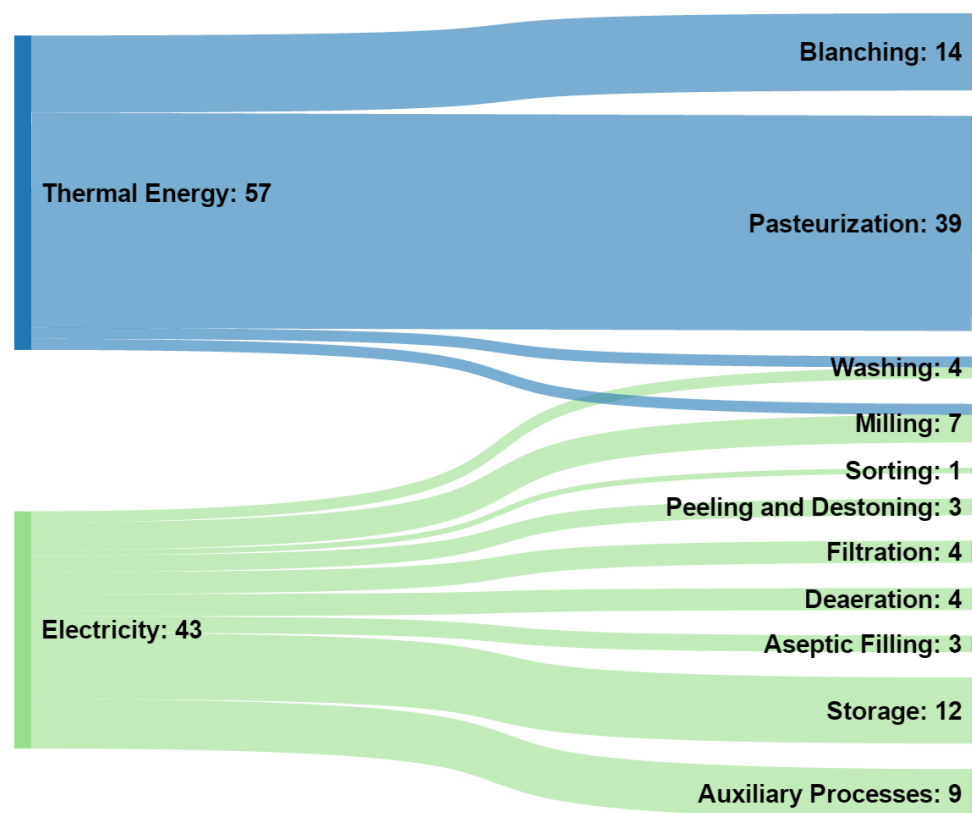 Blanching: 14
Thermal Energy: 57
Pasteurization: 39
Washing: 4
Milling: 7
Sorting: 1
Peeling and Destoning: 3
Filtration: 4
Deaeration: 4
Electricity: 43
Aseptic Filling: 3
Storage: 12
Auxiliary Processes: 9